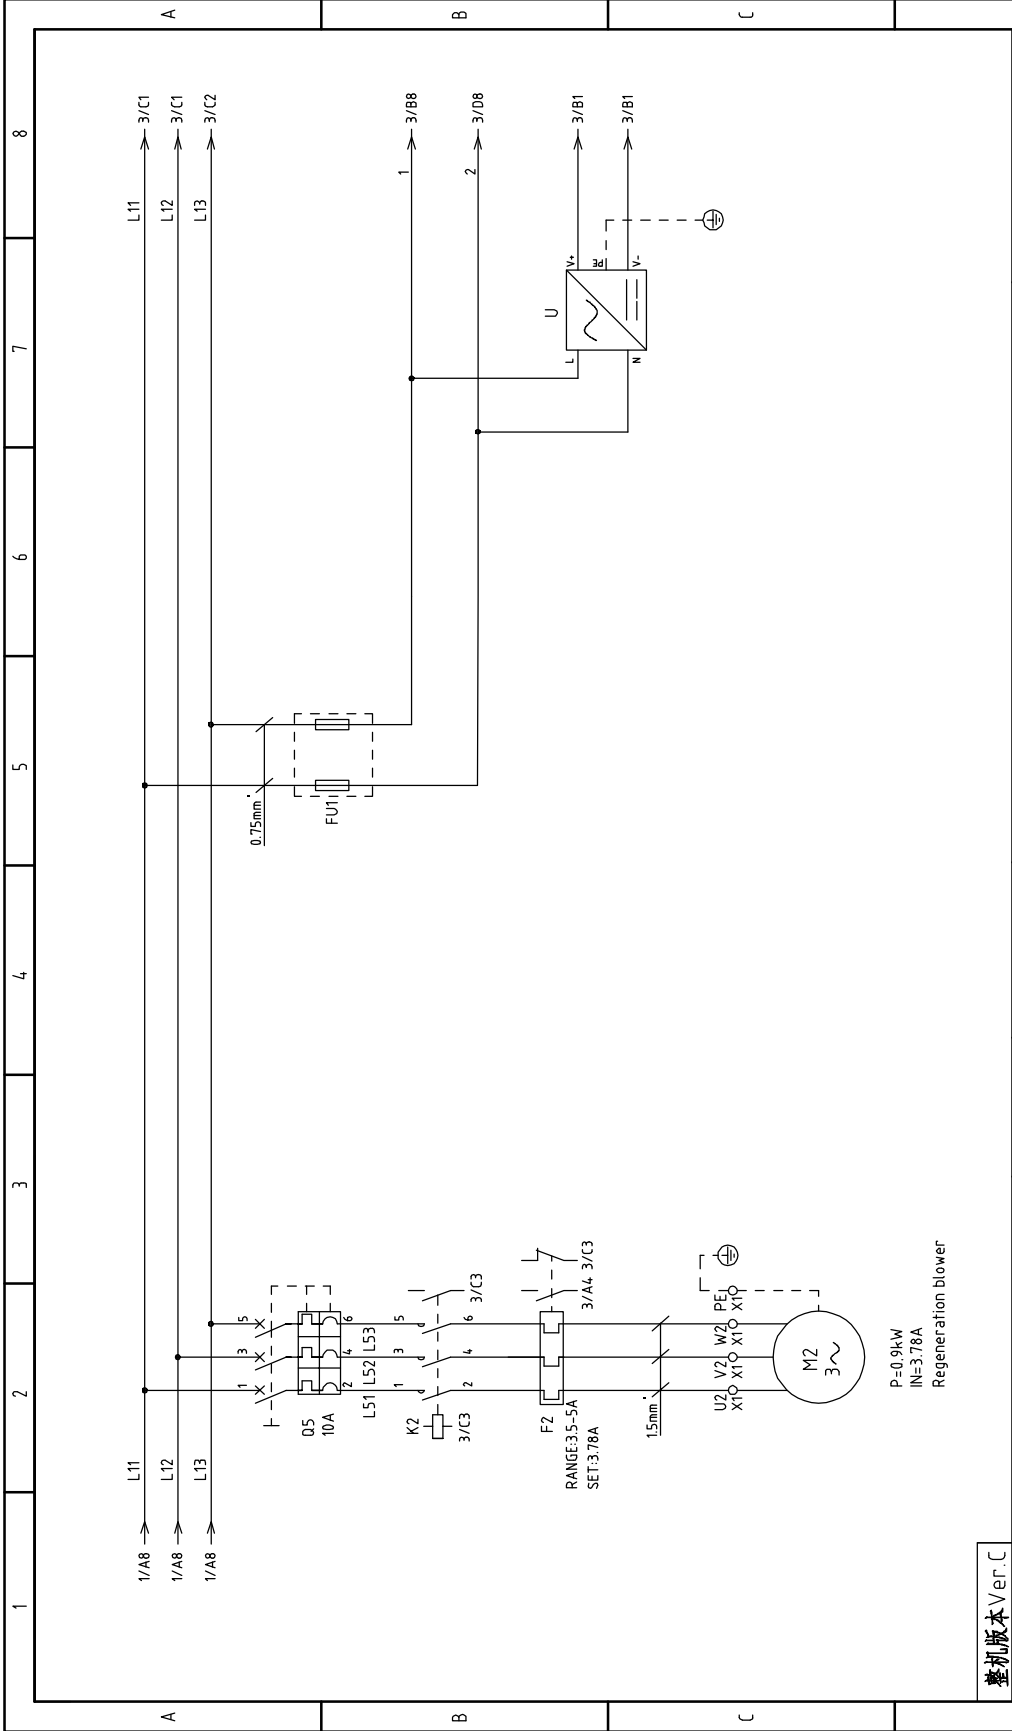 1 2 3 4 5 6 7 8
A A
B B
C C
1/A8 L11 L11 3/C1
1/A8 L12 L12 3/C1
1/A8 L13 L13 3/C2
1 3 5
Q5
10A
2 4 6
L51 L52 L53
0.75mm
FU1
1 3/B8
2 3/D8
K2
1 3 5
2 4 6
3/C3
3/C3
F2
RANGE:3.5-5A
SET:3.78A
3/A4 3/C3
U
L N
V+ PE V-
3/B1
3/B1
1.5mm
U2 V2 W2 PE
X1 X1 X1 X1
M2
3
P=0.9kW
IN=3.78A
Regeneration blower
整机版本Ver.C